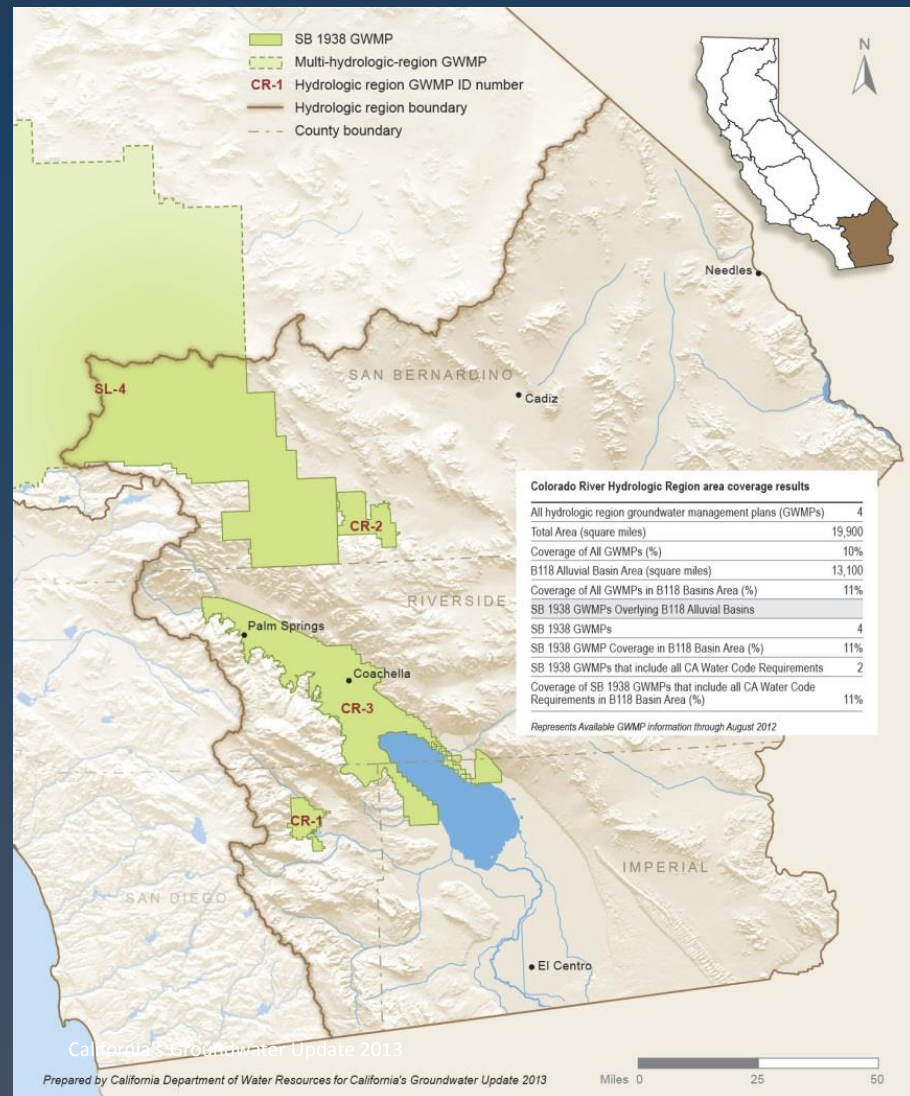 SB 1938 GWMP
Multi-hydrologic-region GWMP
CR-1 Hydrologic region GWMP ID number
Hydrologic region boundary
County boundary
N
Needles
SAN BERNARDINO
SL-4
Cadiz
CR-2
Colorado River Hydrologic Region area coverage results
All hydrologic region groundwater management plans (GWMPs) 4
Total Area (square miles) 19,900
Coverage of All GWMPs (%) 10%
B118 Alluvial Basin Area (square miles) 13,100
Coverage of All GWMPs in B118 Basins Area (%) 11%
SB 1938 GWMPs Overlying B118 Alluvial Basins
SB 1938 GWMPs 4
SB 1938 GWMP Coverage in B118 Basin Area (%) 11%
SB 1938 GWMPs that include all CA Water Code Requirements 2
Coverage of SB 1938 GWMPs that include all CA Water Code
Requirements in B118 Basin Area (%) 11%
Represents Available GWMP information through August 2012
RIVERSIDE
Palm Springs
Coachella
CR-3
CR-1
IMPERIAL
SAN DIEGO
El Centro
California's Groundwater Update 2013
Prepared by California Department of Water Resources for California's Groundwater Update 2013
Miles 0 25 50